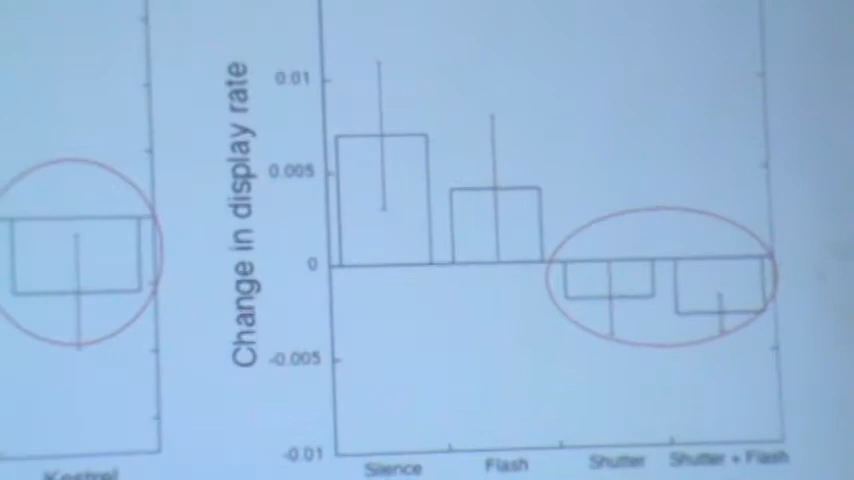 Change in display rate
0.01
0.005
0
-0.005
-0.01
Kestrel
Silence
Flash
Shutter
Shutter + Flash